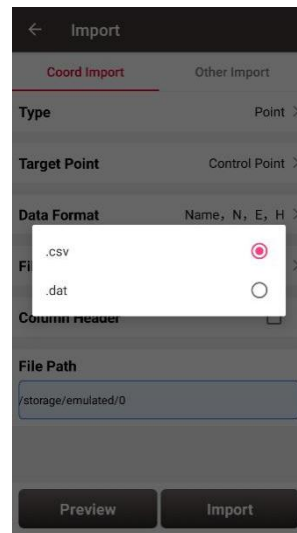 ← Import
Coord Import Other Import
Type Point >
Target Point Control Point >
Data Format Name, N, E, H >
.csv
Fi
.dat
Column Header
File Path
/storage/emulated/0
Preview Import